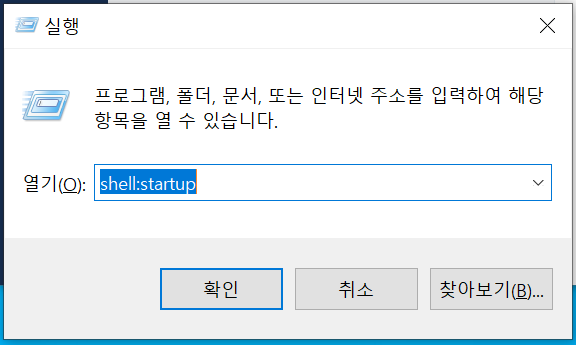 실행
프로그램, 폴더, 문서, 또는 인터넷 주소를 입력하여 해당
항목을 열 수 있습니다.
열기(O): shell:startup
확인 취소 찾아보기(B)...